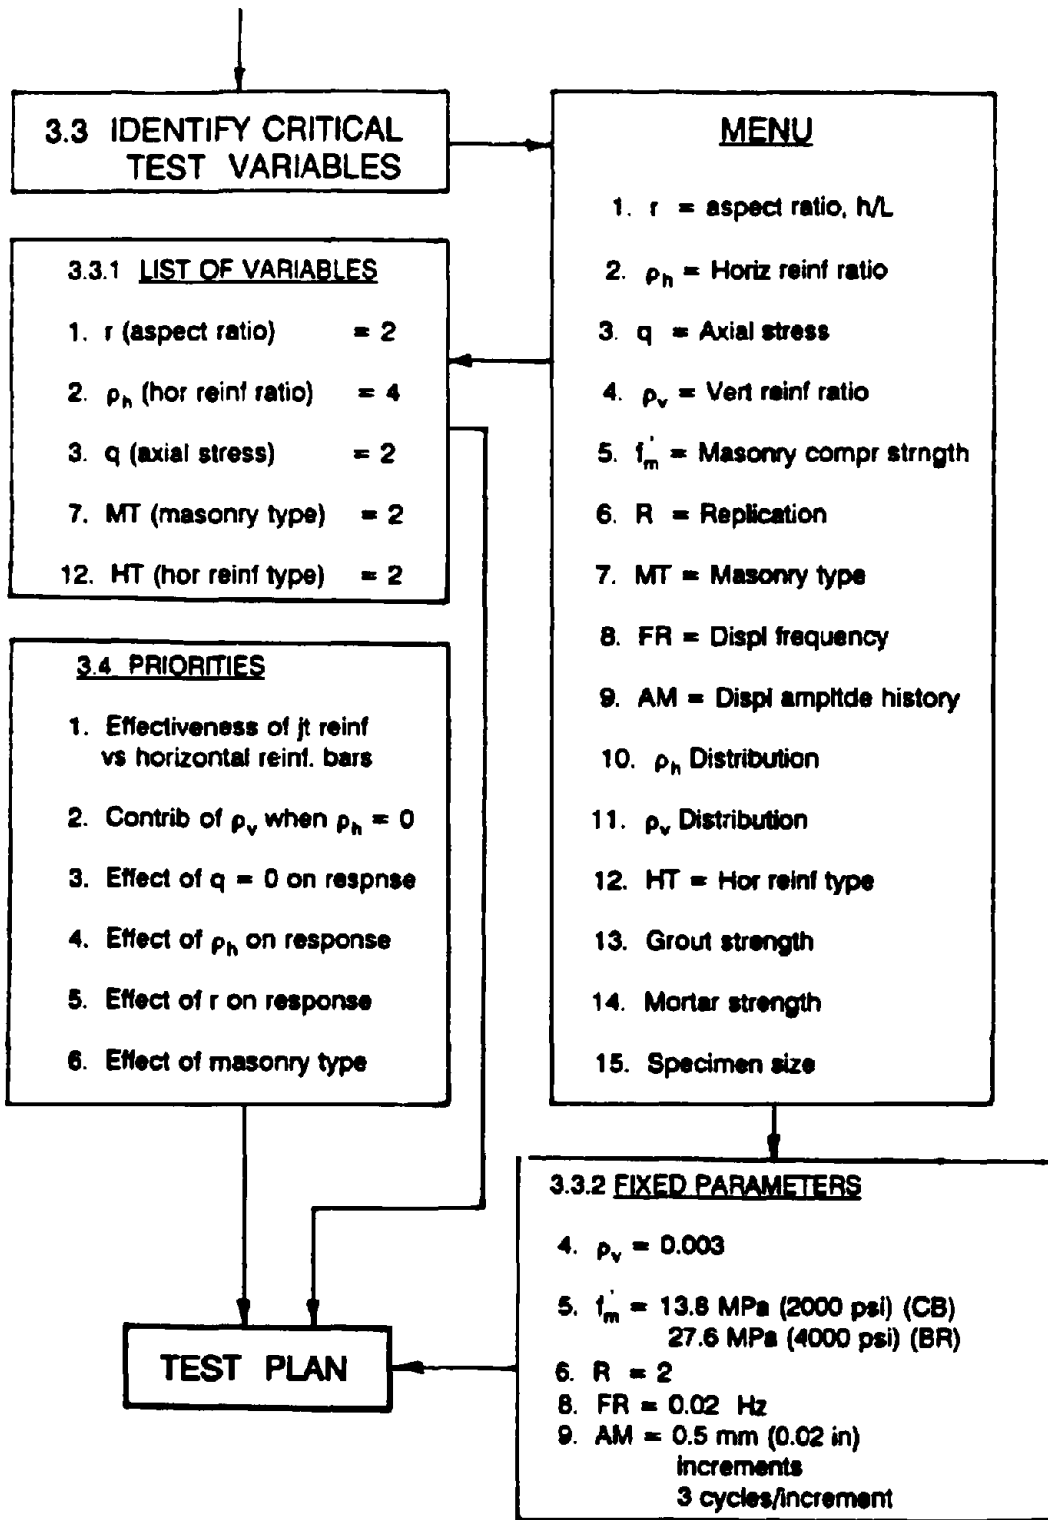 3.3 IDENTIFY CRITICAL
TEST VARIABLES
MENU
1. r = aspect ratio, h/L
2. ρh = Horiz reinf ratio
3. q = Axial stress
4. ρv = Vert reinf ratio
5. f'm = Masonry compr strngth
6. R = Replication
7. MT = Masonry type
8. FR = Displ frequency
9. AM = Displ ampltde history
10. ρh Distribution
11. ρv Distribution
12. HT = Hor reinf type
13. Grout strength
14. Mortar strength
15. Specimen size
3.3.1 LIST OF VARIABLES
1. r (aspect ratio) = 2
2. ρh (hor reinf ratio) = 4
3. q (axial stress) = 2
7. MT (masonry type) = 2
12. HT (hor reinf type) = 2
3.4 PRIORITIES
1. Effectiveness of jt reinf
vs horizontal reinf. bars
2. Contrib of ρv when ρh = 0
3. Effect of q = 0 on respnse
4. Effect of ρh on response
5. Effect of r on response
6. Effect of masonry type
3.3.2 FIXED PARAMETERS
4. ρv = 0.003
5. f'm = 13.8 MPa (2000 psi) (CB)
27.6 MPa (4000 psi) (BR)
6. R = 2
8. FR = 0.02 Hz
9. AM = 0.5 mm (0.02 in)
increments
3 cycles/increment
TEST PLAN